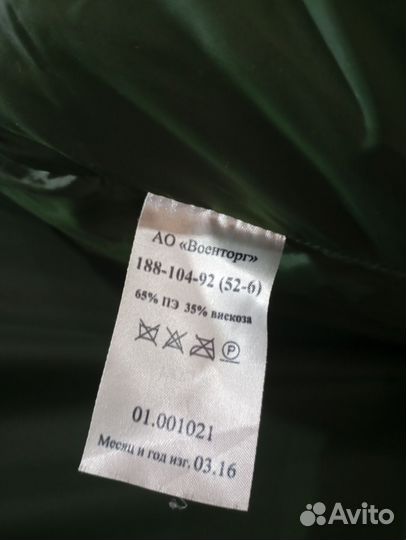 АО «Военторг»
188-104-92 (52-6)
65% ПЭ 35% вискоза
P
01.001021
Месяц и год изг. 03.16
Avito